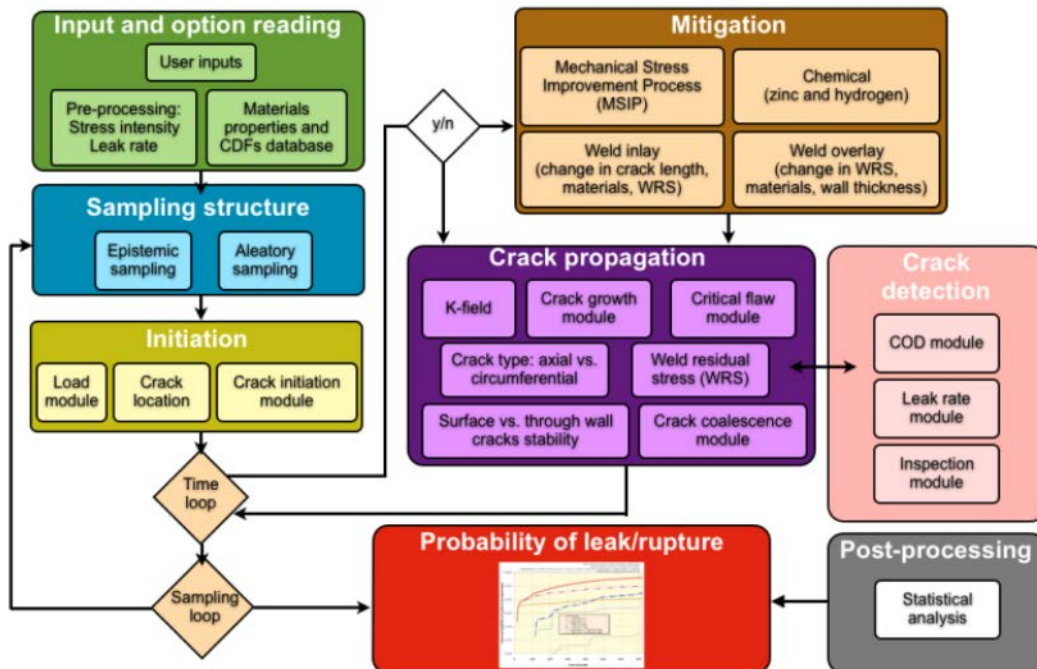 Input and option reading
User inputs
Pre-processing:
Stress intensity
Leak rate
Materials
properties and
CDFs database
Sampling structure
Epistemic
sampling
Aleatory
sampling
Initiation
Load
module
Crack
location
Crack initiation
module
Time
loop
Sampling
loop
y/n
Mitigation
Mechanical Stress
Improvement Process
(MSIP)
Chemical
(zinc and hydrogen)
Weld inlay
(change in crack length,
materials, WRS)
Weld overlay
(change in WRS,
materials, wall thickness)
Crack propagation
K-field
Crack growth
module
Critical flaw
module
Crack type: axial vs.
circumferential
Weld residual
stress (WRS)
Surface vs. through wall
cracks stability
Crack coalescence
module
Crack
detection
COD module
Leak rate
module
Inspection
module
Probability of leak/rupture
Post-processing
Statistical
analysis